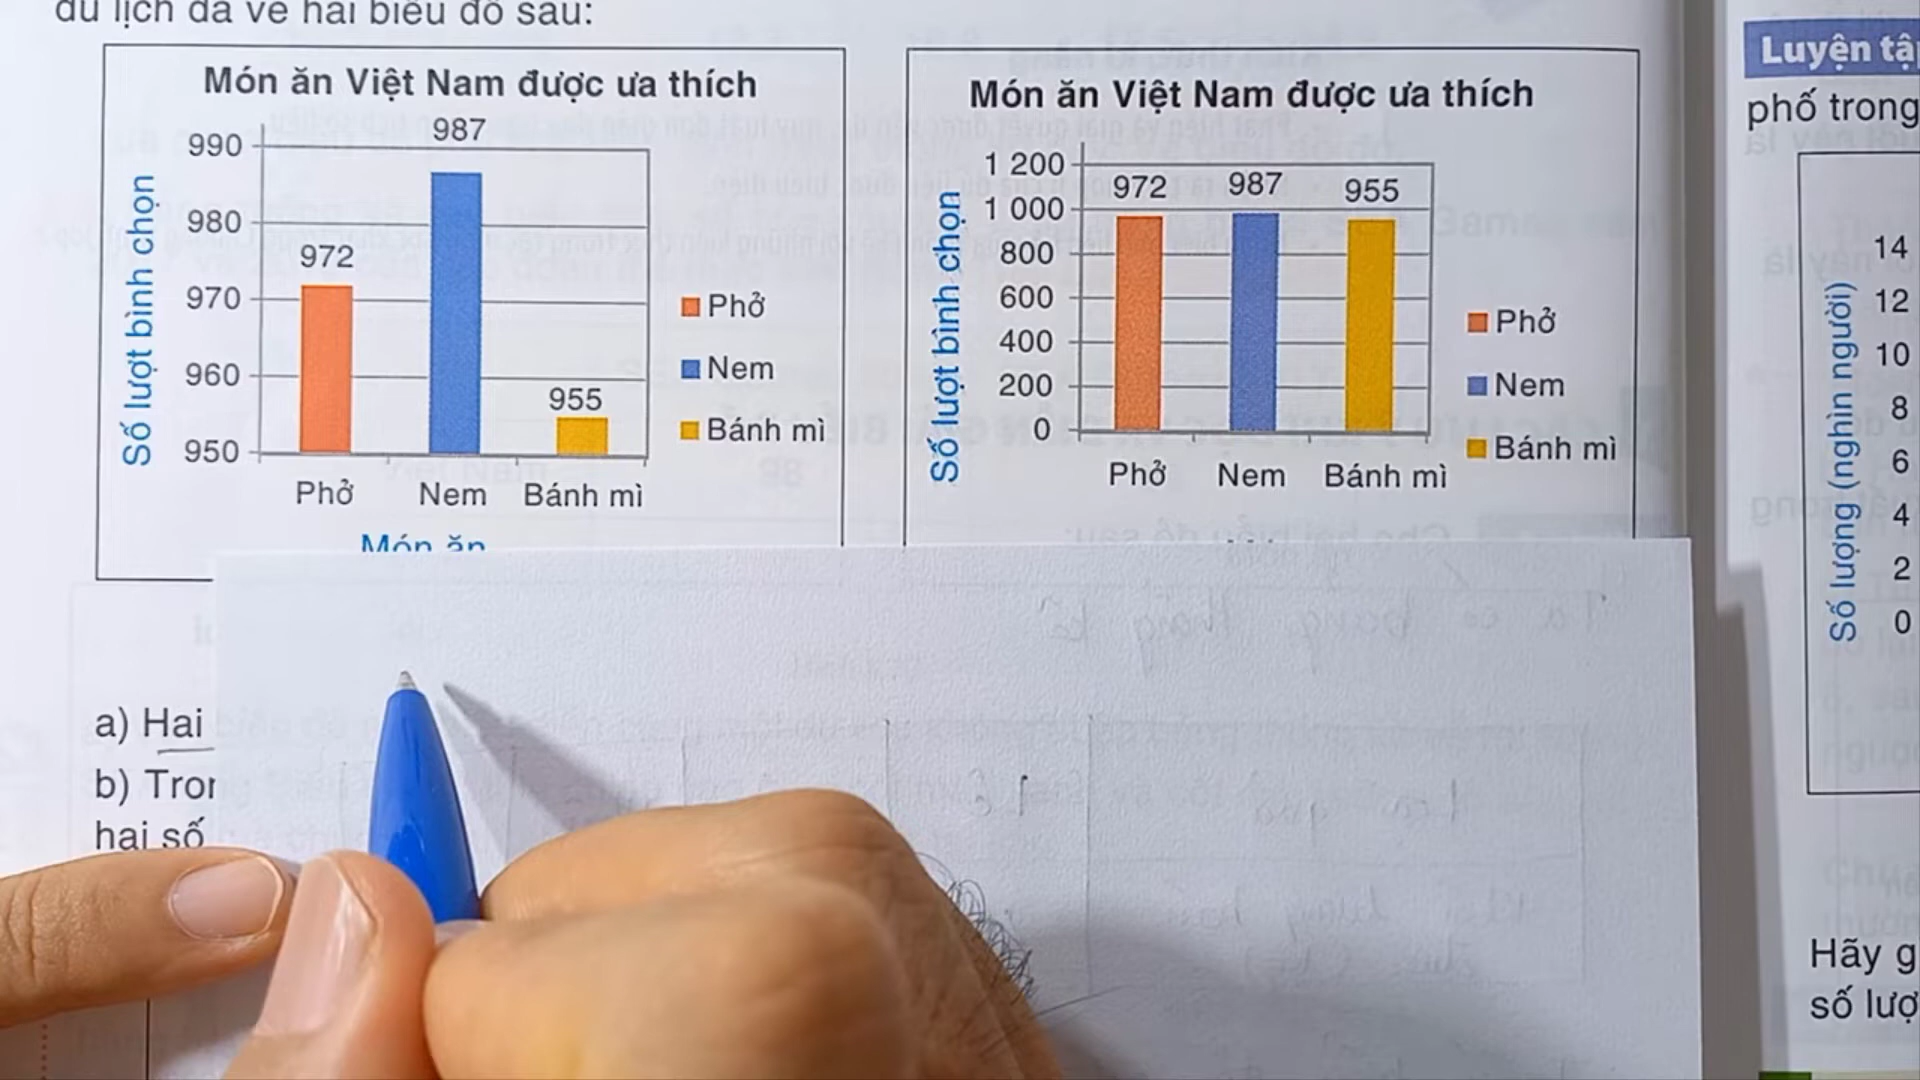 du lịch đã vẽ hai biểu đồ sau:
Món ăn Việt Nam được ưa thích
Số lượt bình chọn
990
980
970
960
950
972
987
955
Phở
Nem
Bánh mì
Phở Nem Bánh mì
Món ăn
Món ăn Việt Nam được ưa thích
Số lượt bình chọn
1 200
1 000
800
600
400
200
0
972
987
955
Phở
Nem
Bánh mì
Phở Nem Bánh mì
a) Hai
b) Tror
hai số
Luyện tậ
phố trong
Số lượng (nghìn người)
14
12
10
8
6
4
2
0
Hãy g
số lượ